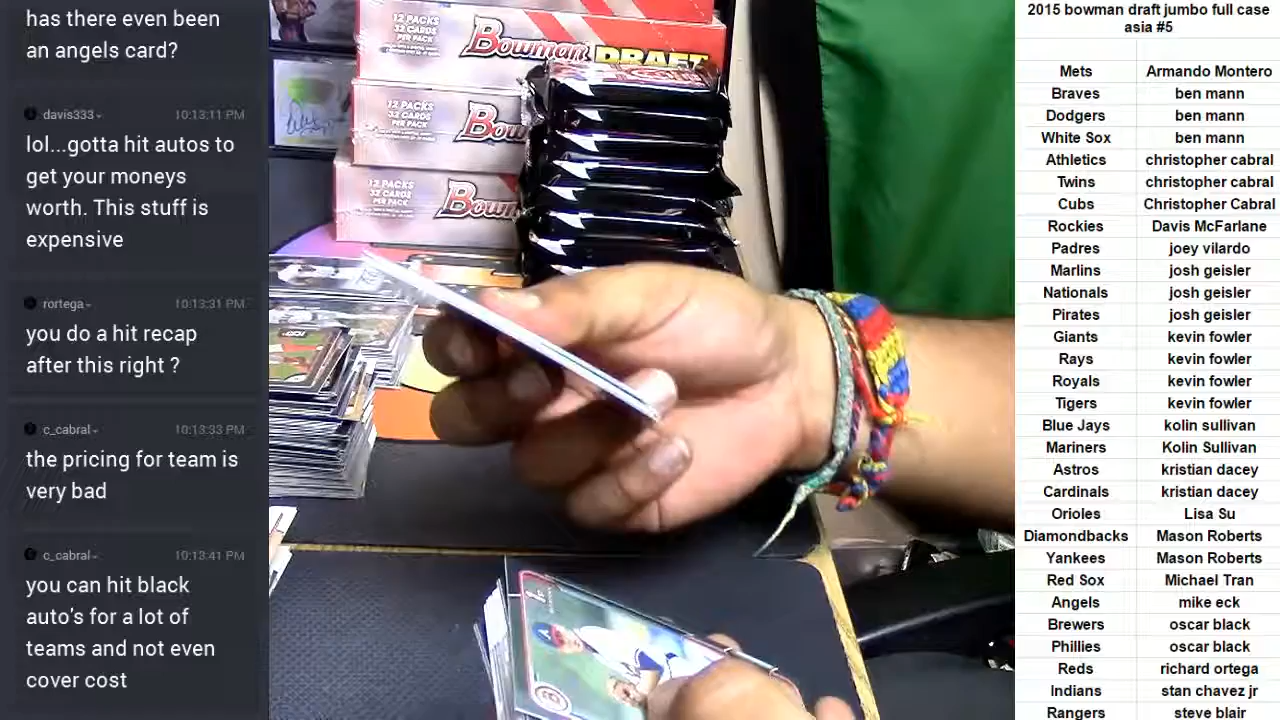 has there even been
an angels card?
davis333
10:13:11 PM
lol...gotta hit autos to
get your moneys
worth. This stuff is
expensive
rortega
10:13:31 PM
you do a hit recap
after this right ?
c_cabral
10:13:33 PM
the pricing for team is
very bad
c_cabral
10:13:41 PM
you can hit black
auto's for a lot of
teams and not even
cover cost
12 PACKS
32 CARDS
PER PACK
Bowman DRAFT
12 PACKS
32 CARDS
PER PACK
Bow
12 PACKS
32 CARDS
PER PACK
Bow
2015 bowman draft jumbo full case
asia #5
Mets Armando Montero
Braves ben mann
Dodgers ben mann
White Sox ben mann
Athletics christopher cabral
Twins christopher cabral
Cubs Christopher Cabral
Rockies Davis McFarlane
Padres joey vilardo
Marlins josh geisler
Nationals josh geisler
Pirates josh geisler
Giants kevin fowler
Rays kevin fowler
Royals kevin fowler
Tigers kevin fowler
Blue Jays kolin sullivan
Mariners Kolin Sullivan
Astros kristian dacey
Cardinals kristian dacey
Orioles Lisa Su
Diamondbacks Mason Roberts
Yankees Mason Roberts
Red Sox Michael Tran
Angels mike eck
Brewers oscar black
Phillies oscar black
Reds richard ortega
Indians stan chavez jr
Rangers steve blair